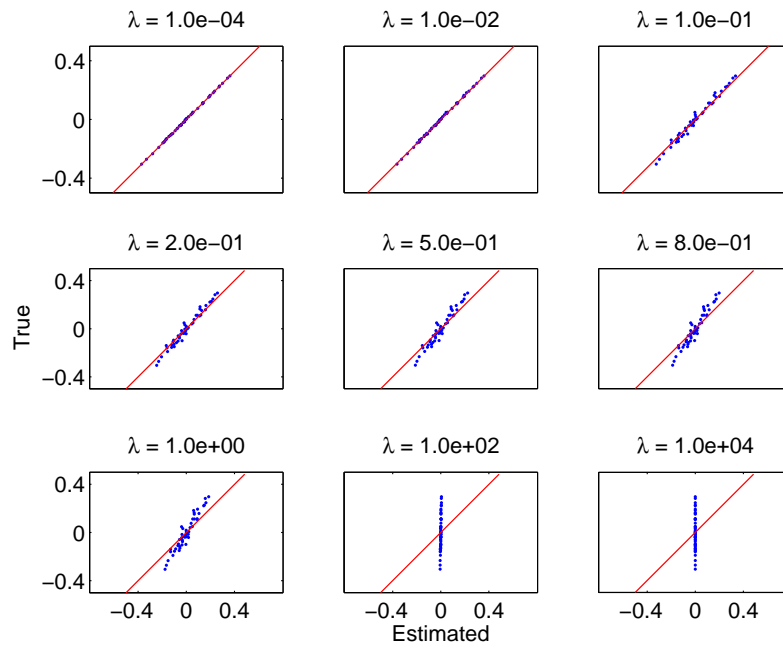 λ = 1.0e−04
λ = 1.0e−02
λ = 1.0e−01
0.4
0
−0.4
λ = 2.0e−01
λ = 5.0e−01
λ = 8.0e−01
0.4
0
−0.4
True
λ = 1.0e+00
λ = 1.0e+02
λ = 1.0e+04
0.4
0
−0.4
−0.4 0 0.4
−0.4 0 0.4
−0.4 0 0.4
Estimated